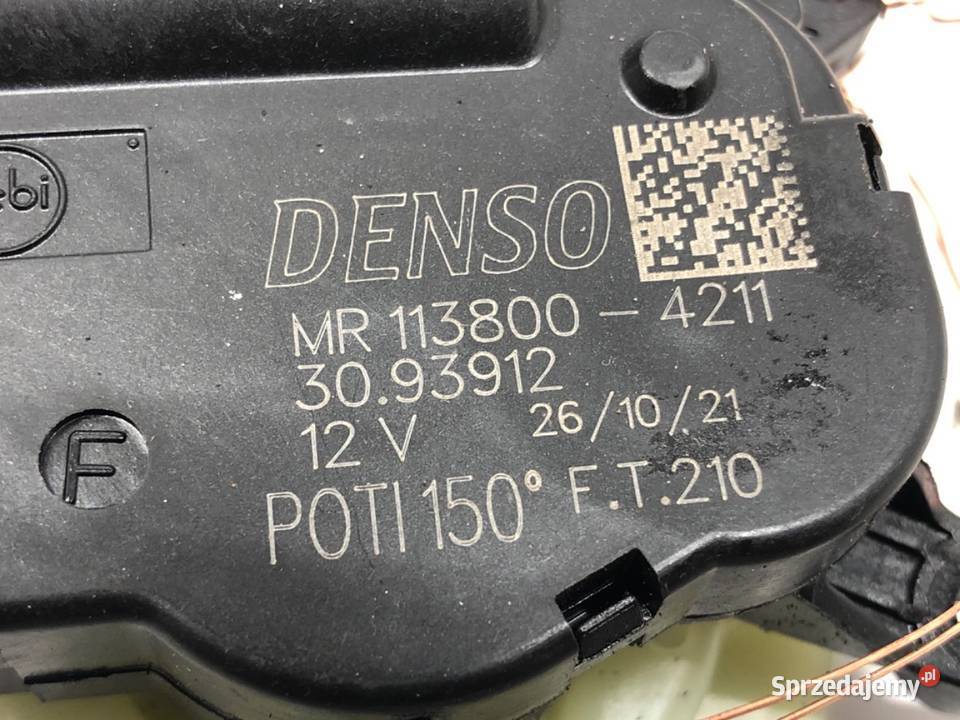 DENSO
MR 113800-4211
30.93912
12 V 26/10/21
POTI 150° F.T.210
F
Sprzedajemy.pl